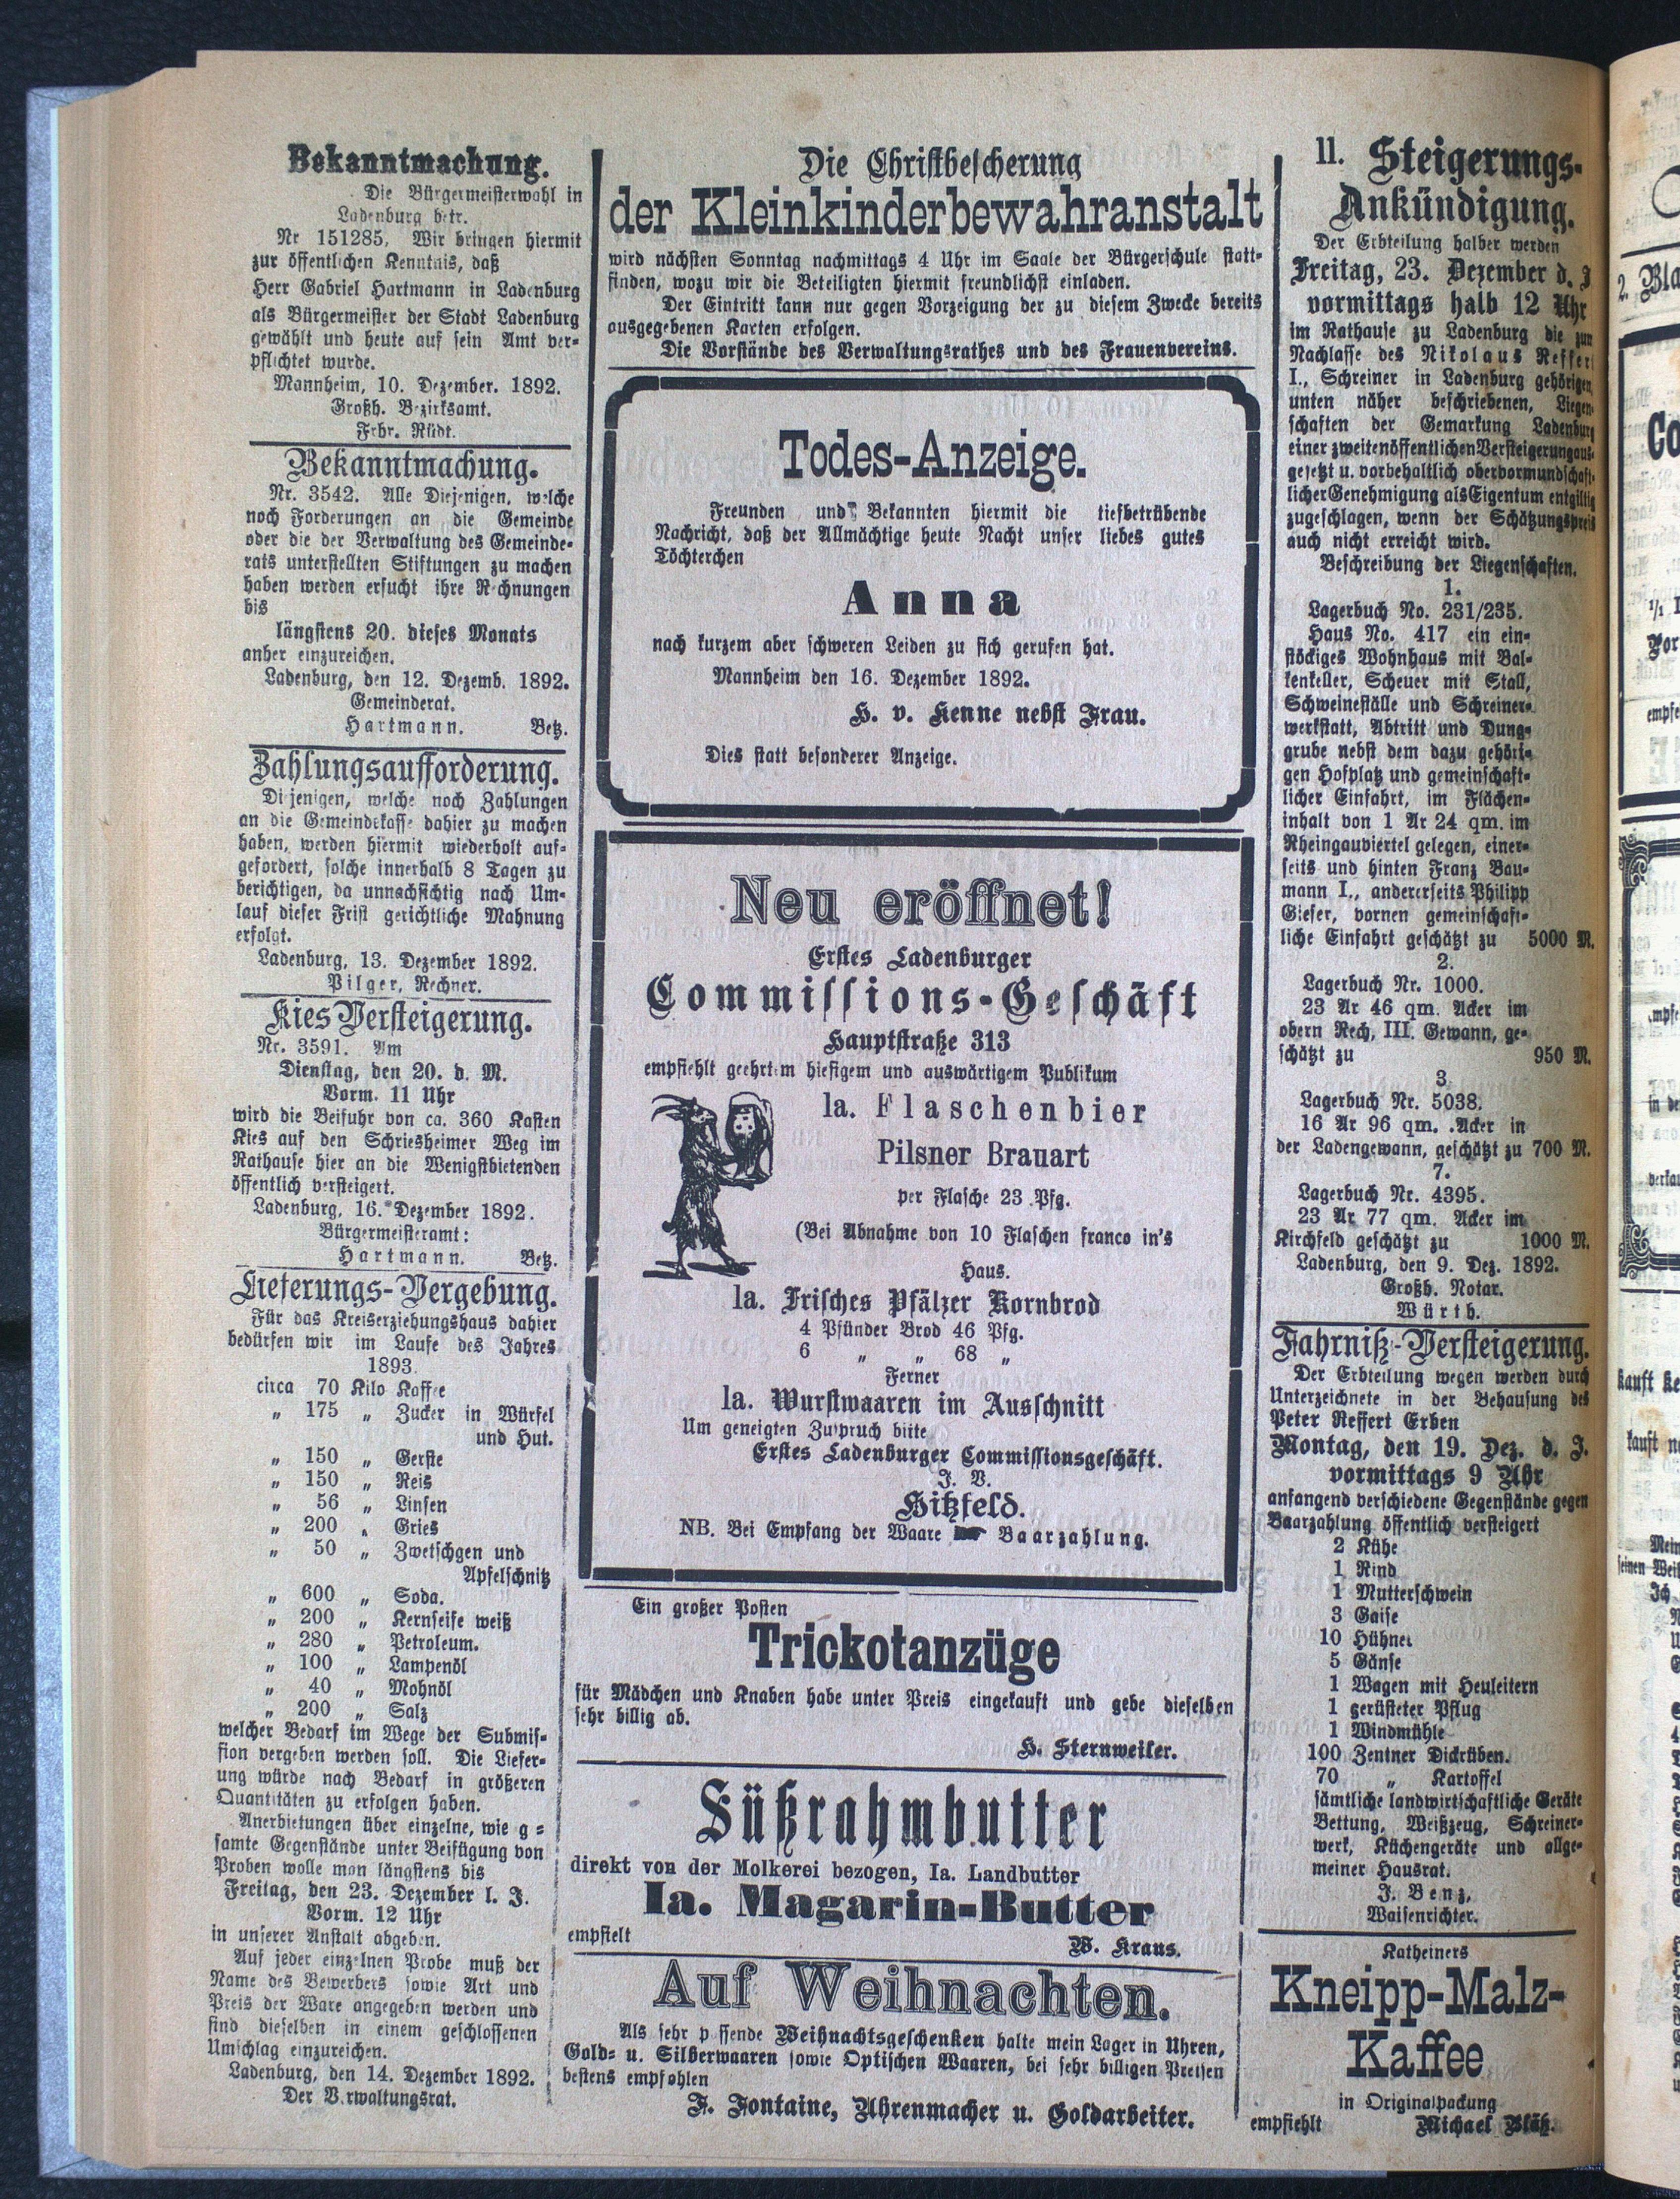 Bekanntmachung.
Die Bürgermeisterwahl in
Ladenburg betr.
Nr 151285. Wir bringen hiermit
zur öffentlichen Kenntnis, daß
Herr Gabriel Hartmann in Ladenburg
als Bürgermeister der Stadt Ladenburg
gewählt und heute auf sein Amt ver-
pflichtet wurde.
Mannheim, 10. Dezember. 1892.
Großh. Bezirksamt.
Frhr. Rüdt.
Bekanntmachung.
Nr. 3542. Alle Diejenigen, welche
noch Forderungen an die Gemeinde
oder die der Verwaltung des Gemeinde-
rats unterstellten Stiftungen zu machen
haben werden ersucht ihre Rechnungen
bis
längstens 20. dieses Monats
anher einzureichen.
Ladenburg, den 12. Dezemb. 1892.
Gemeinderat.
Hartmann. Betz.
Zahlungsaufforderung.
Diejenigen, welche noch Zahlungen
an die Gemeindekasse dahier zu machen
haben, werden hiermit wiederholt auf-
gefordert, solche innerhalb 8 Tagen zu
berichtigen, da unnachsichtig nach Um-
lauf dieser Frist gerichtliche Mahnung
erfolgt.
Ladenburg, 13. Dezember 1892.
Pilger, Rechner.
Kies Versteigerung.
Nr. 3591. Am
Dienstag, den 20. d. M.
Vorm. 11 Uhr
wird die Beifuhr von ca. 360 Kasten
Kies auf den Schriesheimer Weg im
Rathause hier an die Wenigstbietenden
öffentlich versteigert.
Ladenburg, 16. Dezember 1892.
Bürgermeisteramt:
Hartmann. Betz.
Lieferungs-Vergebung.
Für das Kreiserziehungshaus dahier
bedürfen wir im Laufe des Jahres
1893.
circa 70 Kilo Kaffee
„ 175 „ Zucker in Würfel
und Hut.
„ 150 „ Gerste
„ 150 „ Reis
„ 56 „ Linsen
„ 200 „ Gries
„ 50 „ Zwetschgen und
Apfelschnitz
„ 600 „ Soda.
„ 200 „ Kernseife weiß
„ 280 „ Petroleum.
„ 100 „ Lampenöl
„ 40 „ Mohnöl
„ 200 „ Salz
welcher Bedarf im Wege der Submis-
sion vergeben werden soll. Die Liefer-
ung würde nach Bedarf in größeren
Quantitäten zu erfolgen haben.
Anerbietungen über einzelne, wie ge-
samte Gegenstände unter Beifügung von
Proben wolle man längstens bis
Freitag, den 23. Dezember l. J.
Vorm. 12 Uhr
in unserer Anstalt abgeben.
Auf jeder einzelnen Probe muß der
Name des Bewerbers sowie Art und
Preis der Ware angegeben werden und
sind dieselben in einem geschlossenen
Umschlag einzureichen.
Ladenburg, den 14. Dezember 1892.
Der Verwaltungsrat.
Die Christbescherung
der Kleinkinderbewahranstalt
wird nächsten Sonntag nachmittags 4 Uhr im Saale der Bürgerschule statt-
finden, wozu wir die Beteiligten hiermit freundlichst einladen.
Der Eintritt kann nur gegen Vorzeigung der zu diesem Zwecke bereits
ausgegebenen Karten erfolgen.
Die Vorstände des Verwaltungsrathes und des Frauenvereins.
Todes-Anzeige.
Freunden und Bekannten hiermit die tiefbetrübende
Nachricht, daß der Allmächtige heute Nacht unser liebes gutes
Töchterchen
Anna
nach kurzem aber schweren Leiden zu sich gerufen hat.
Mannheim den 16. Dezember 1892.
H. v. Kenne nebst Frau.
Dies statt besonderer Anzeige.
Neu eröffnet!
Erstes Ladenburger
Commissions-Geschäft
Hauptstraße 313
empfiehlt geehrtem hiesigem und auswärtigem Publikum
Ia. Flaschenbier
Pilsner Brauart
per Flasche 23 Pfg.
(Bei Abnahme von 10 Flaschen franco in's
Haus.
Ia. Frisches Pfälzer Kornbrod
4 Pfünder Brod 46 Pfg.
6 „ „ 68 „
Ferner
Ia. Wurstwaaren im Ausschnitt
Um geneigten Zuspruch biite
Erstes Ladenburger Commissionsgeschäft.
J. V.
Hitzfeld.
NB. Bei Empfang der Waare Baarzahlung.
Ein großer Posten
Trickotanzüge
für Mädchen und Knaben habe unter Preis eingekauft und gebe dieselben
sehr billig ab.
H. Sternweiler.
Süßrahmbutter
direkt von der Molkerei bezogen, Ia. Landbutter
Ia. Magarin-Butter
empfielt
W. Kraus.
Auf Weihnachten.
Als sehr passende Weihnachtsgeschenken halte mein Lager in Uhren,
Gold- u. Silberwaaren sowie Optischen Waaren, bei sehr billigen Preisen
bestens empfohlen
F. Fontaine, Uhrenmacher u. Goldarbeiter.
II. Steigerungs-
Ankündigung.
Der Erbteilung halber werden
Freitag, 23. Dezember d. J
vormittags halb 12 Uhr
im Rathause zu Ladenburg die zum
Nachlasse des Nikolaus Reffert
I., Schreiner in Ladenburg gehörigen,
unten näher beschriebenen, Liegen-
schaften der Gemarkung Ladenburg
einer zweiten öffentlichen Versteigerung aus-
gesetzt u. vorbehaltlich obervormundschaft-
licher Genehmigung als Eigentum entgiltig
zugeschlagen, wenn der Schätzungspreis
auch nicht erreicht wird.
Beschreibung der Liegenschaften.
1.
Lagerbuch No. 231/235.
Haus No. 417 ein ein-
stöckiges Wohnhaus mit Bal-
kenkeller, Scheuer mit Stall,
Schweineställe und Schreiner-
werkstatt, Abtritt und Dung-
grube nebst dem dazu gehöri-
gen Hofplatz und gemeinschaft-
licher Einfahrt, im Flächen-
inhalt von 1 Ar 24 qm. im
Rheingauviertel gelegen, einer-
seits und hinten Franz Bau-
mann I., andererseits Philipp
Gieser, vornen gemeinschaft-
liche Einfahrt geschätzt zu 5000 M.
2.
Lagerbuch Nr. 1000.
23 Ar 46 qm. Acker im
obern Rech, III. Gewann, ge-
schätzt zu 950 M.
3.
Lagerbuch Nr. 5038.
16 Ar 96 qm. Acker in
der Ladengewann, geschätzt zu 700 M.
7.
Lagerbuch Nr. 4395.
23 Ar 77 qm. Acker im
Kirchfeld geschätzt zu 1000 M.
Ladenburg, den 9. Dez. 1892.
Großh. Notar.
Würth.
Fahrniß-Versteigerung.
Der Erbteilung wegen werden durch
Unterzeichnete in der Behausung des
Peter Reffert Erben
Montag, den 19. Dez. d. J.
vormittags 9 Uhr
anfangend verschiedene Gegenstände gegen
Baarzahlung öffentlich versteigert
2 Kühe
1 Rind
1 Mutterschwein
3 Gaise
10 Hühner
5 Gänse
1 Wagen mit Heuleitern
1 gerüsteter Pflug
1 Windmühle
100 Zentner Dickrüben.
70 „ Kartoffel
sämtliche landwirtschaftliche Geräte
Bettung, Weißzeug, Schreiner-
werk, Küchengeräte und allge-
meiner Hausrat.
J. Benz,
Waisenrichter.
Katheiners
Kneipp-Malz-
Kaffee
in Originalpackung
empfiehlt Michael Bläß.